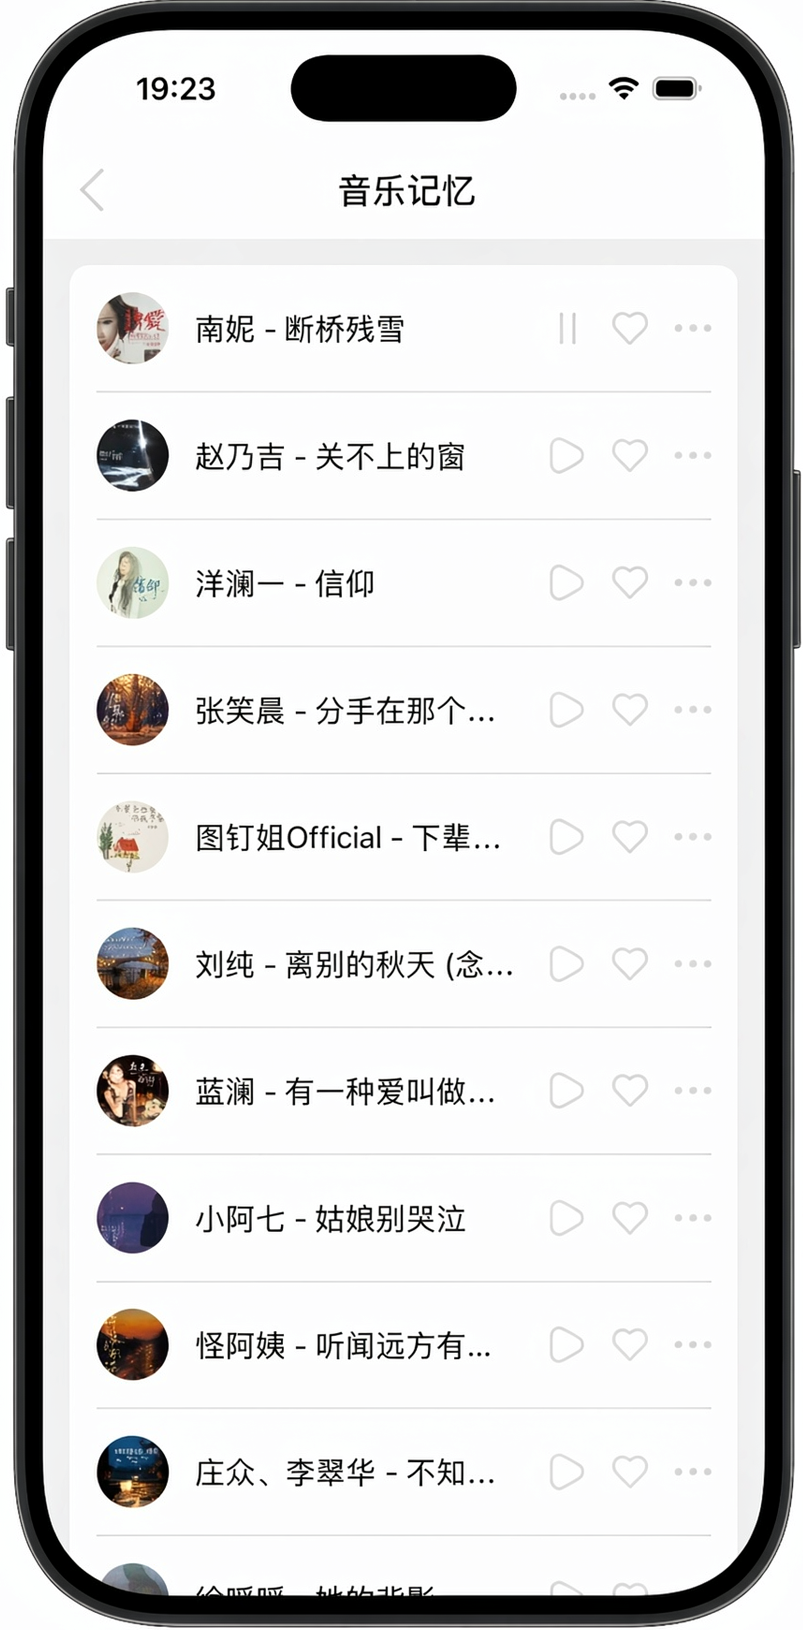 19:23
音乐记忆
南妮 - 断桥残雪
赵乃吉 - 关不上的窗
洋澜一 - 信仰
张笑晨 - 分手在那个...
图钉姐Official - 下辈...
刘纯 - 离别的秋天 (念...
蓝澜 - 有一种爱叫做...
小阿七 - 姑娘别哭泣
怪阿姨 - 听闻远方有...
庄众、李翠华 - 不知...